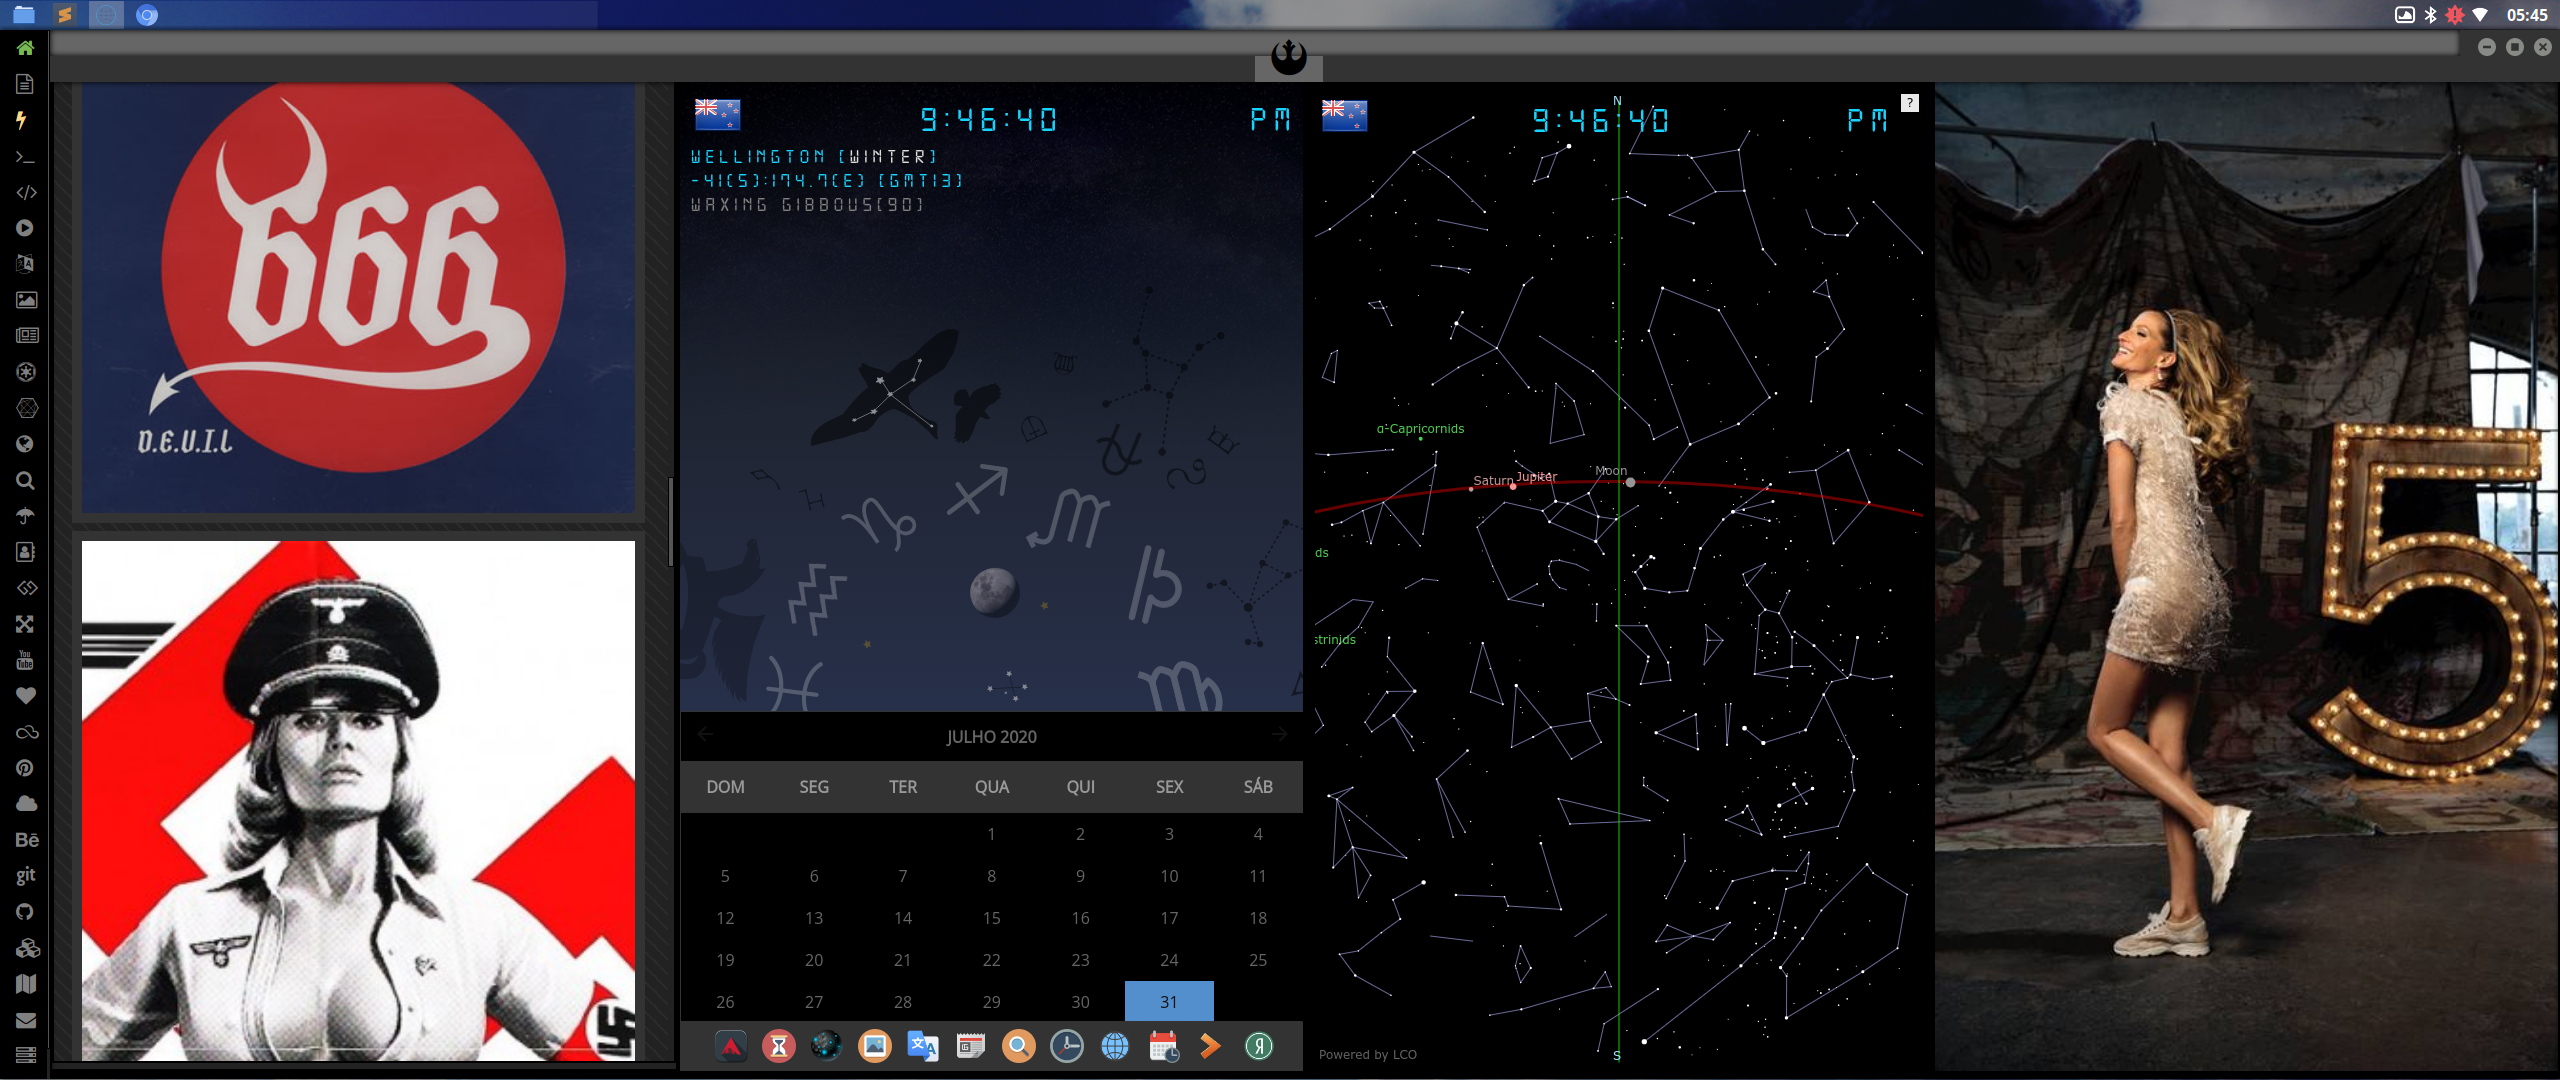 05:45
666
D.E.V.I.L
You
Tube
Bē
git
9:46:40 PM
WELLINGTON [WINTER]
-41(S):174.7(E) [GMT13]
WAXING GIBBOUS[90]
JULHO 2020
DOM SEG TER QUA QUI SEX SÁB
1 2 3 4
5 6 7 8 9 10 11
12 13 14 15 16 17 18
19 20 21 22 23 24 25
26 27 28 29 30 31
9:46:40 PM
?
N
α-Capricornids
Saturn
Jupiter
Moon
ds
strinids
S
Powered by LCO
5